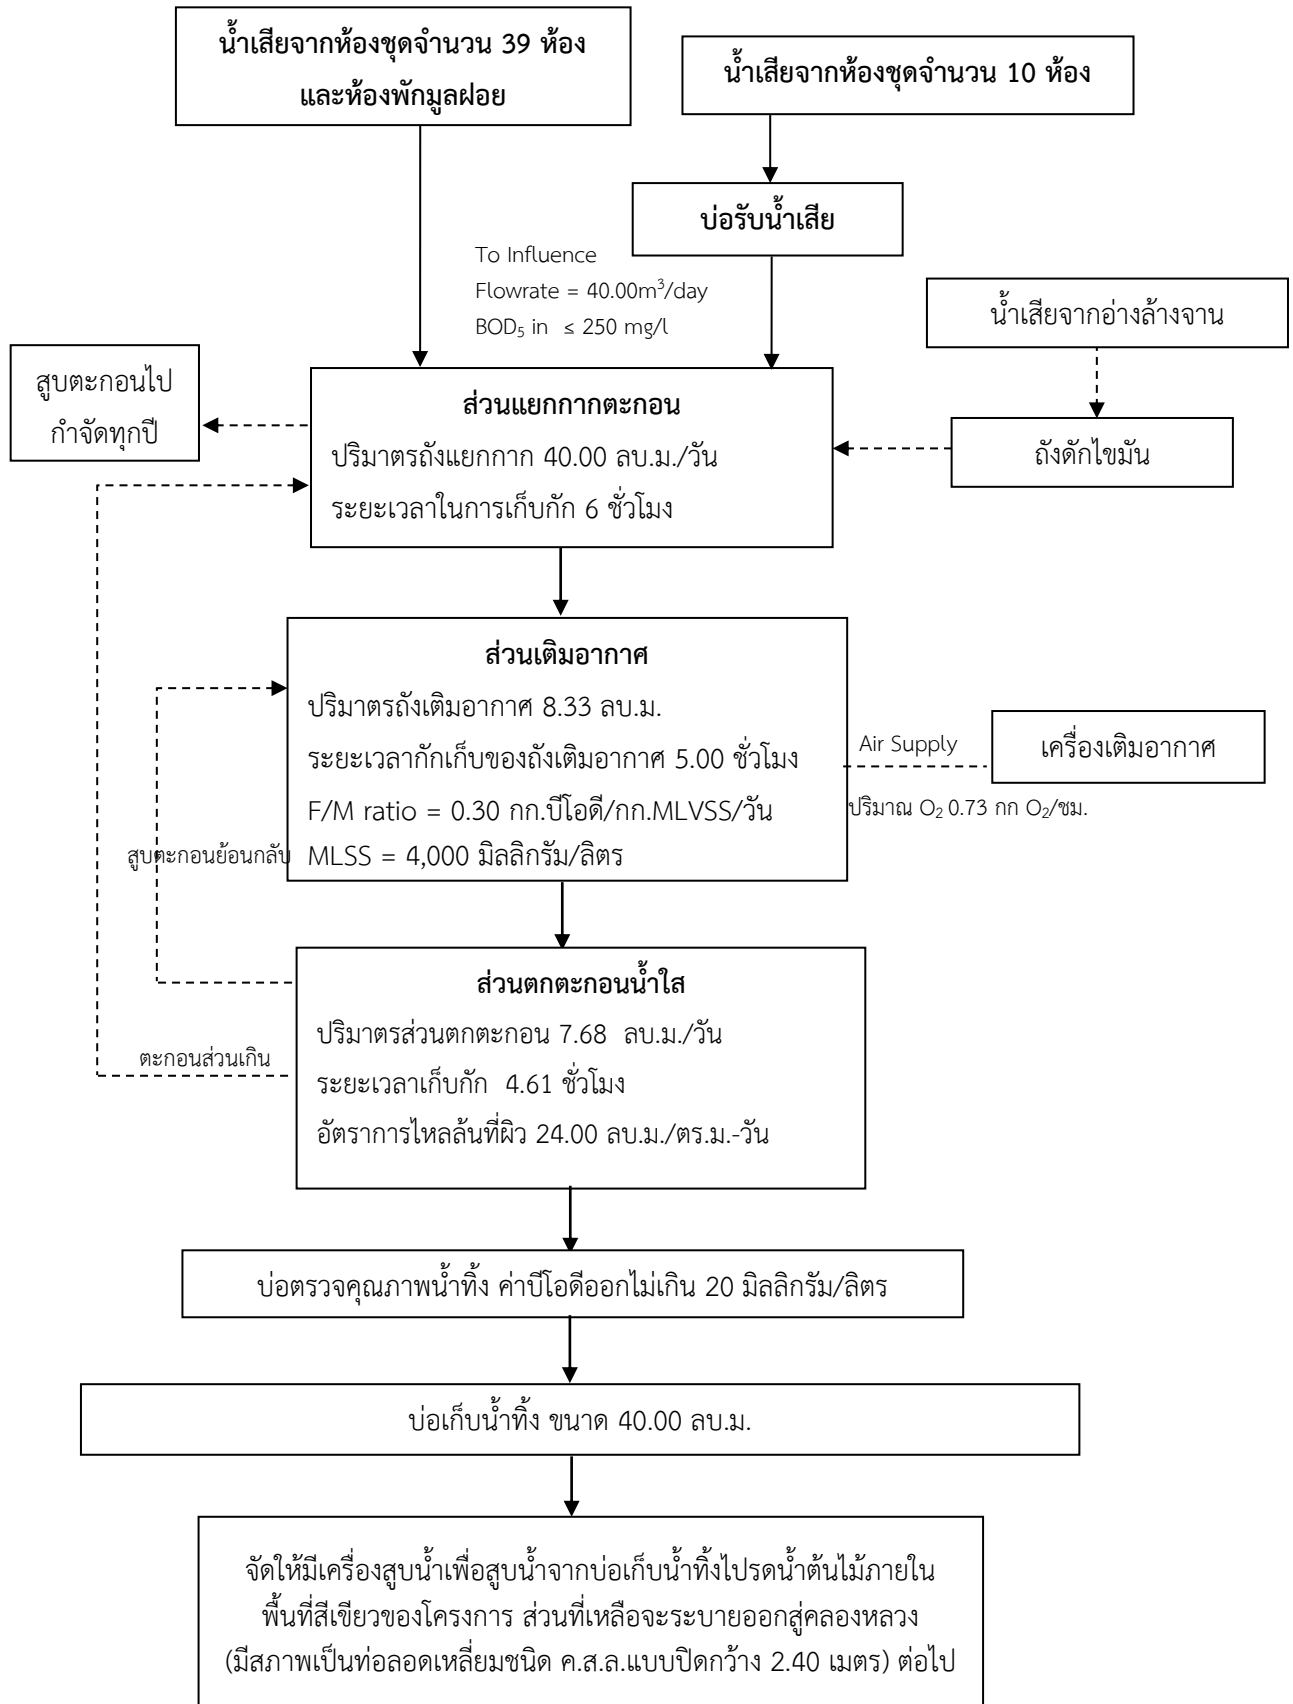 น้ำเสียจากห้องชุดจำนวน 39 ห้อง
และห้องพักมูลฝอย
น้ำเสียจากห้องชุดจำนวน 10 ห้อง
บ่อรับน้ำเสีย
To Influence
Flowrate = 40.00m³/day
BOD₅ in ≤ 250 mg/l
น้ำเสียจากอ่างล้างจาน
สูบตะกอนไป
กำจัดทุกปี
ส่วนแยกกากตะกอน
ปริมาตรถังแยกกาก 40.00 ลบ.ม./วัน
ระยะเวลาในการเก็บกัก 6 ชั่วโมง
ถังดักไขมัน
ส่วนเติมอากาศ
ปริมาตรถังเติมอากาศ 8.33 ลบ.ม.
ระยะเวลากักเก็บของถังเติมอากาศ 5.00 ชั่วโมง
F/M ratio = 0.30 กก.บีโอดี/กก.MLVSS/วัน
MLSS = 4,000 มิลลิกรัม/ลิตร
Air Supply
เครื่องเติมอากาศ
ปริมาณ O₂ 0.73 กก O₂/ชม.
สูบตะกอนย้อนกลับ
ส่วนตกตะกอนน้ำใส
ปริมาตรส่วนตกตะกอน 7.68 ลบ.ม./วัน
ระยะเวลาเก็บกัก 4.61 ชั่วโมง
อัตราการไหลล้นที่ผิว 24.00 ลบ.ม./ตร.ม.-วัน
ตะกอนส่วนเกิน
บ่อตรวจคุณภาพน้ำทิ้ง ค่าบีโอดีออกไม่เกิน 20 มิลลิกรัม/ลิตร
บ่อเก็บน้ำทิ้ง ขนาด 40.00 ลบ.ม.
จัดให้มีเครื่องสูบน้ำเพื่อสูบน้ำจากบ่อเก็บน้ำทิ้งไปรดน้ำต้นไม้ภายใน
พื้นที่สีเขียวของโครงการ ส่วนที่เหลือจะระบายออกสู่คลองหลวง
(มีสภาพเป็นท่อลอดเหลี่ยมชนิด ค.ส.ล.แบบปิดกว้าง 2.40 เมตร) ต่อไป